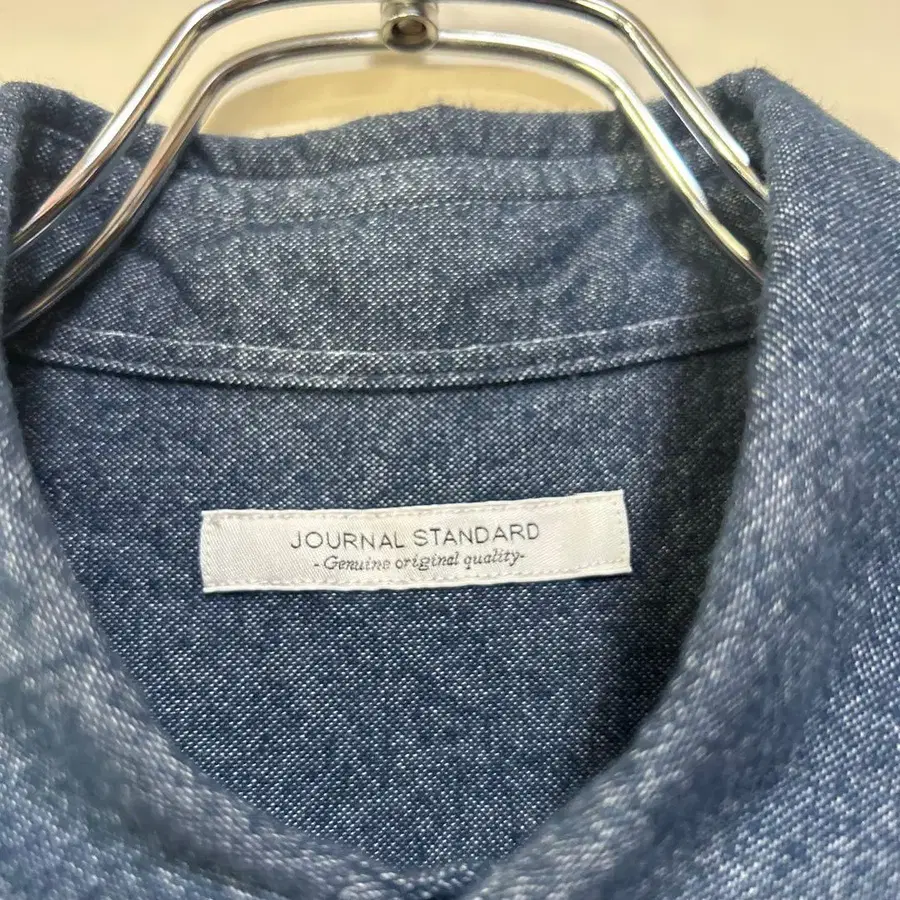 JOURNAL STANDARD
-Genuine original quality-